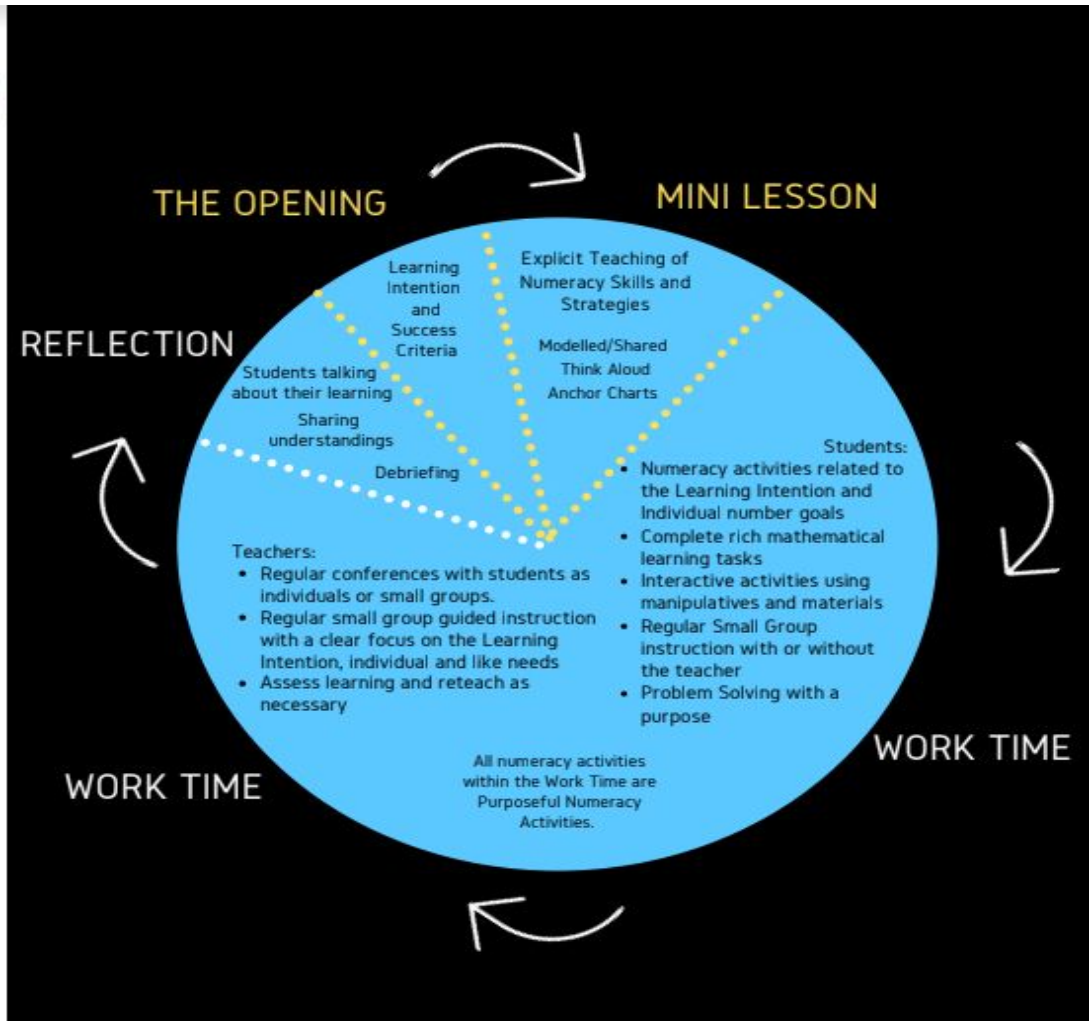 THE OPENING
MINI LESSON
Learning
Intention
and
Success
Criteria
Explicit Teaching of
Numeracy Skills and
Strategies
Modelled/Shared
Think Aloud
Anchor Charts
REFLECTION
Students talking
about their learning
Sharing
understandings
Debriefing
Students:
• Numeracy activities related to
the Learning Intention and
Individual number goals
• Complete rich mathematical
learning tasks
• Interactive activities using
manipulatives and materials
• Regular Small Group
instruction with or without
the teacher
• Problem Solving with a
purpose
Teachers:
• Regular conferences with students as
individuals or small groups.
• Regular small group guided instruction
with a clear focus on the Learning
Intention, individual and like needs
• Assess learning and reteach as
necessary
WORK TIME
WORK TIME
All numeracy activities
within the Work Time are
Purposeful Numeracy
Activities.